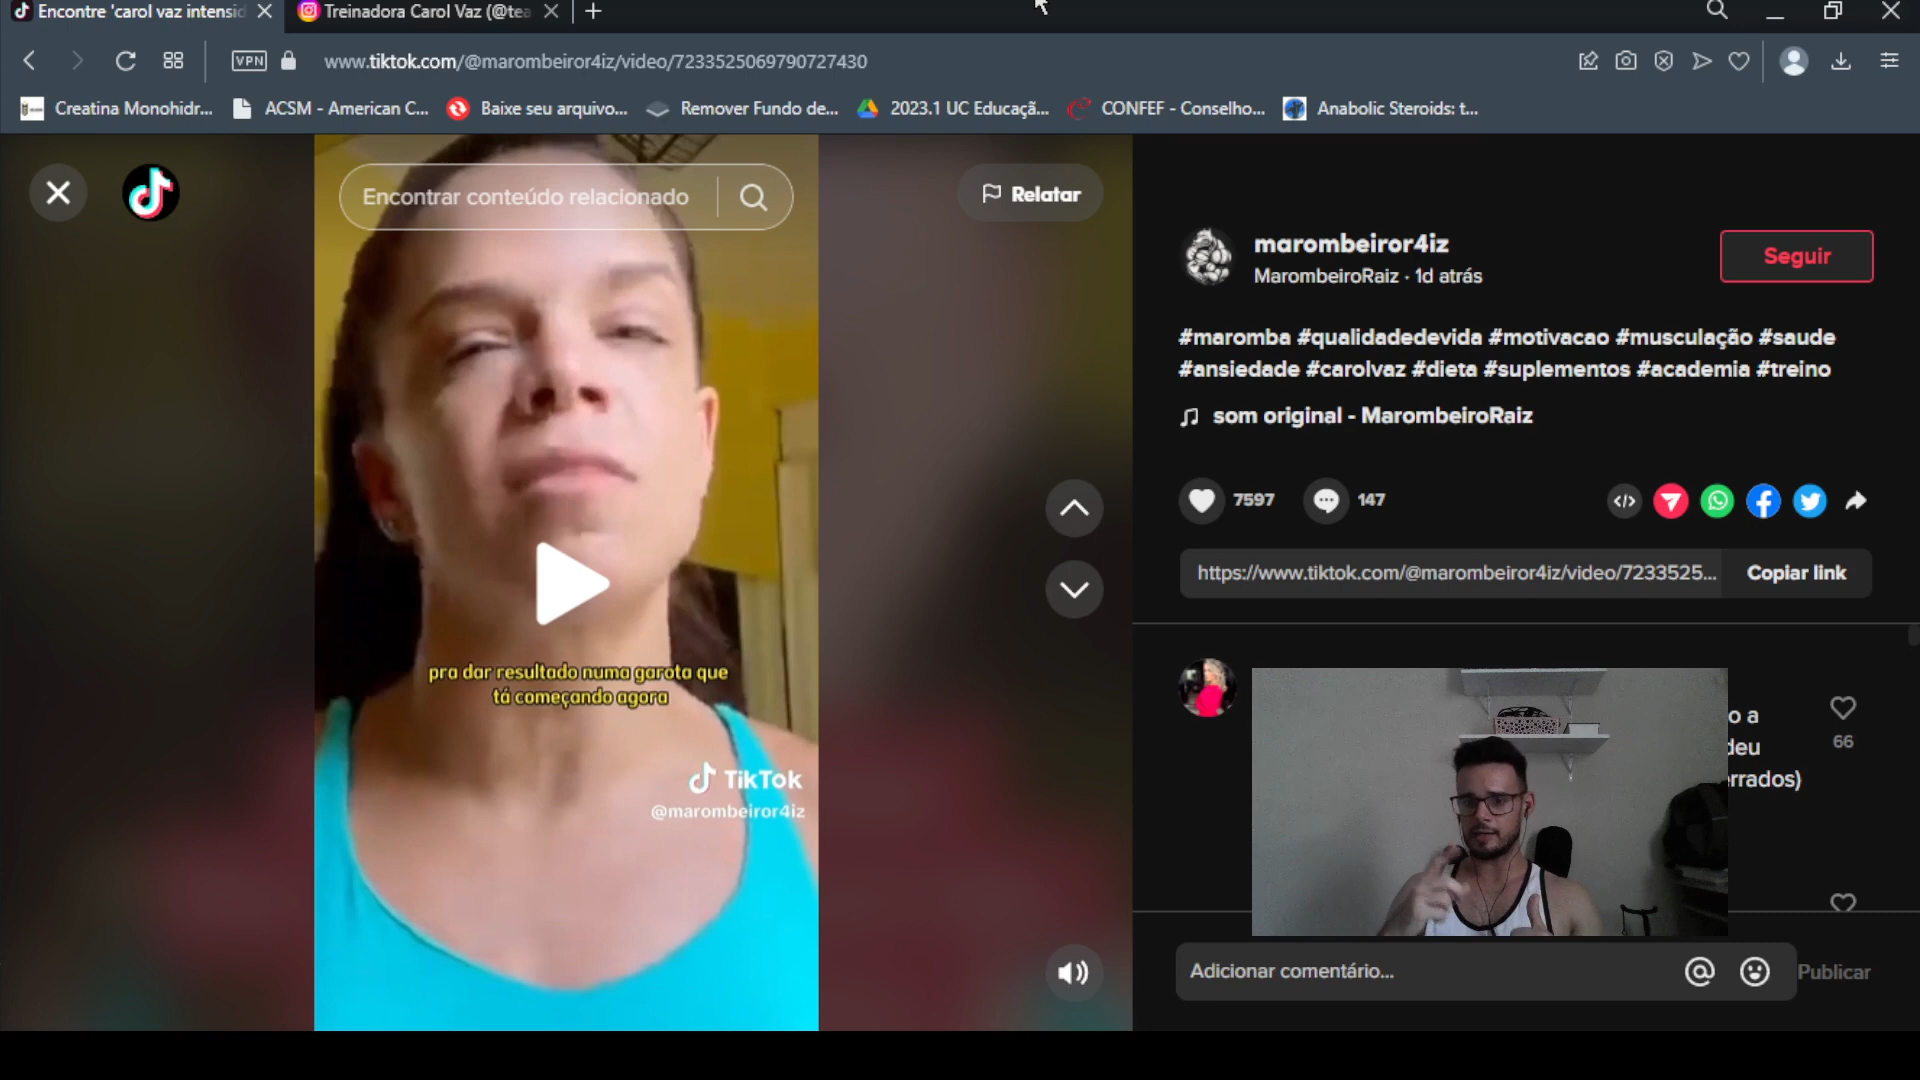 Encontre 'carol vaz intensid
Treinadora Carol Vaz (@tea
VPN
www.tiktok.com/@marombeiror4iz/video/7233525069790727430
Creatina Monohidr...
ACSM - American C...
Baixe seu arquivo...
Remover Fundo de...
2023.1 UC Educaçã...
CONFEF - Conselho...
Anabolic Steroids: t...
Encontrar conteúdo relacionado
Relatar
marombeiror4iz
MarombeiroRaiz · 1d atrás
Seguir
#maromba #qualidadedevida #motivacao #musculação #saude
#ansiedade #carolvaz #dieta #suplementos #academia #treino
som original - MarombeiroRaiz
7597
147
https://www.tiktok.com/@marombeiror4iz/video/7233525...
Copiar link
pra dar resultado numa garota que
tá começando agora
TikTok
@marombeiror4iz
o a
deu
rrados)
66
Adicionar comentário...
Publicar